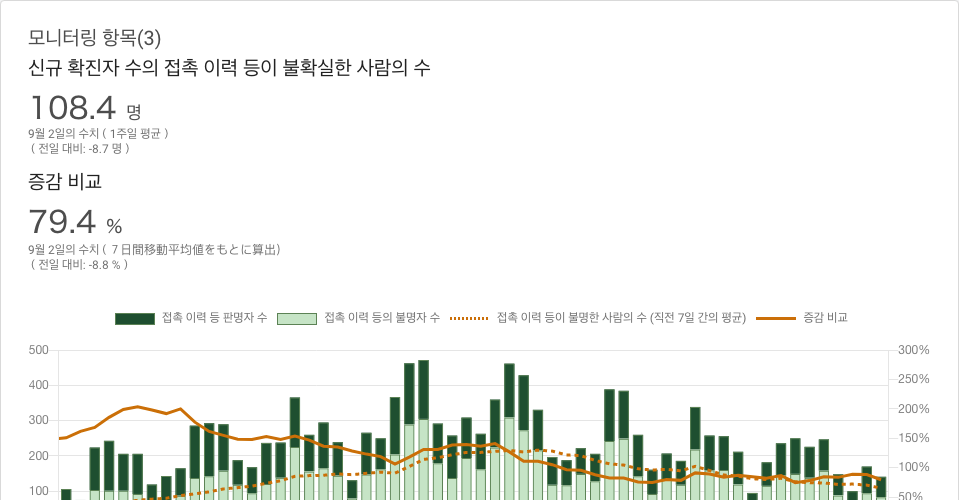 모니터링 항목(3)
신규 확진자 수의 접촉 이력 등이 불확실한 사람의 수
108.4 명
9월 2일의 수치 ( 1주일 평균 )
( 전일 대비: -8.7 명 )
증감 비교
79.4 %
9월 2일의 수치 ( 7日間移動平均値をもとに算出)
( 전일 대비: -8.8 % )
접촉 이력 등 판명자 수 접촉 이력 등의 불명자 수 접촉 이력 등이 불명한 사람의 수 (직전 7일 간의 평균) 증감 비교
500 300%
250%
400
200%
300
150%
200
100%
100
50%